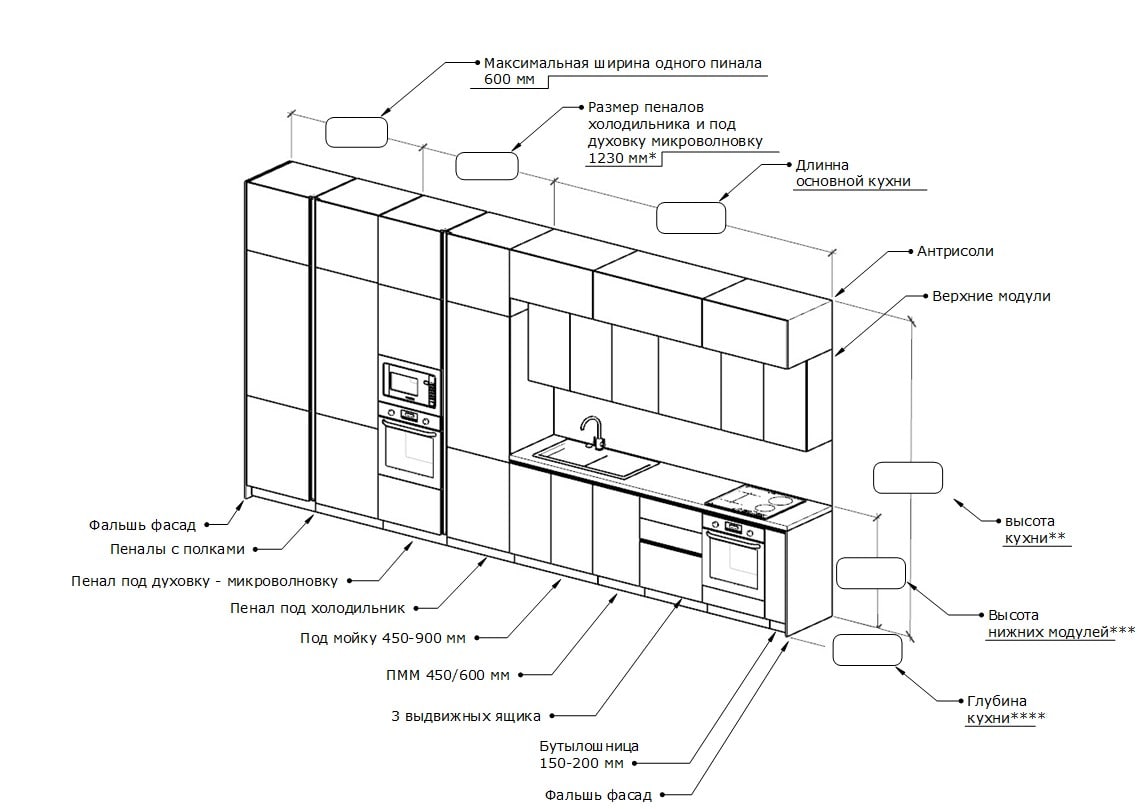 Максимальная ширина одного пинала
600 мм
Размер пеналов
холодильника и под
духовку микроволновку
1230 мм*
Длинна
основной кухни
Антрисоли
Верхние модули
Фальшь фасад
Пеналы с полками
Пенал под духовку - микроволновку
Пенал под холодильник
Под мойку 450-900 мм
ПММ 450/600 мм
3 выдвижных ящика
Бутылошница
150-200 мм
Фальшь фасад
высота
кухни**
Высота
нижних модулей***
Глубина
кухни****